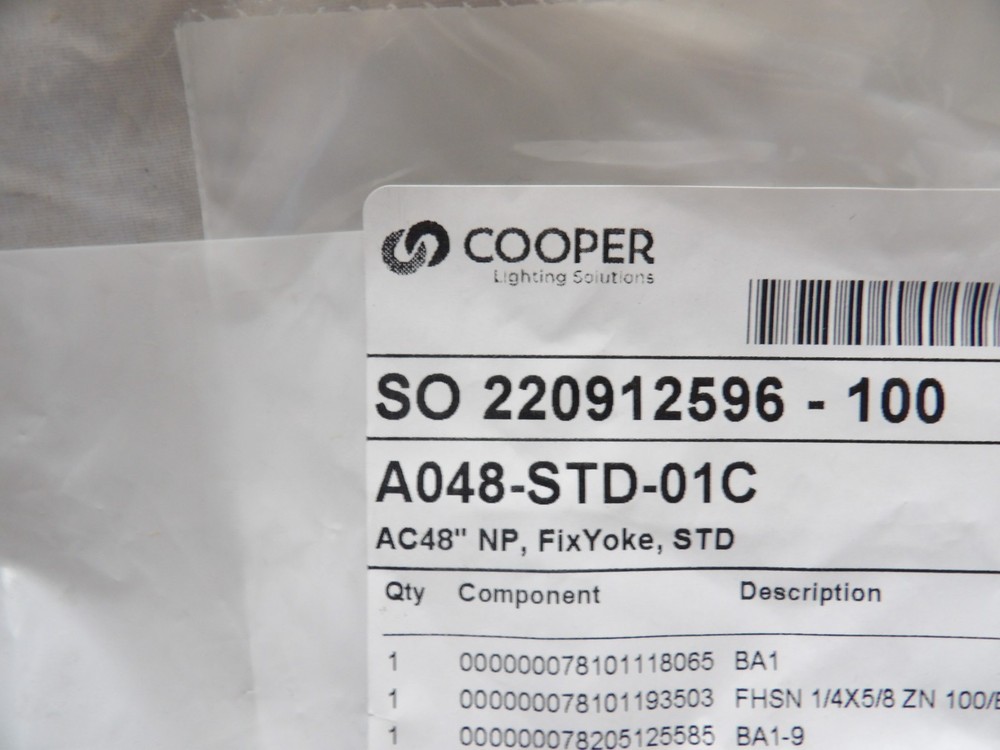 COOPER
Lighting Solutions
SO 220912596 - 100
A048-STD-01C
AC48" NP, FixYoke, STD
Qty Component Description
1 000000078101118065 BA1
1 000000078101193503 FHSN 1/4X5/8 ZN 100/
1 000000078205125585 BA1-9